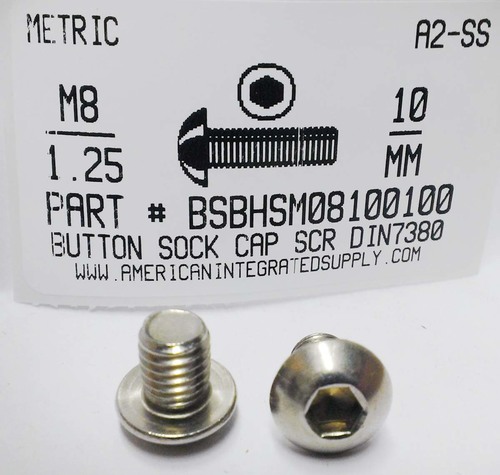 METRIC A2-SS
M8 10
1.25 MM
PART # BSBHSM08100100
BUTTON SOCK CAP SCR DIN7380
WWW.AMERICANINTEGRATEDSUPPLY.COM